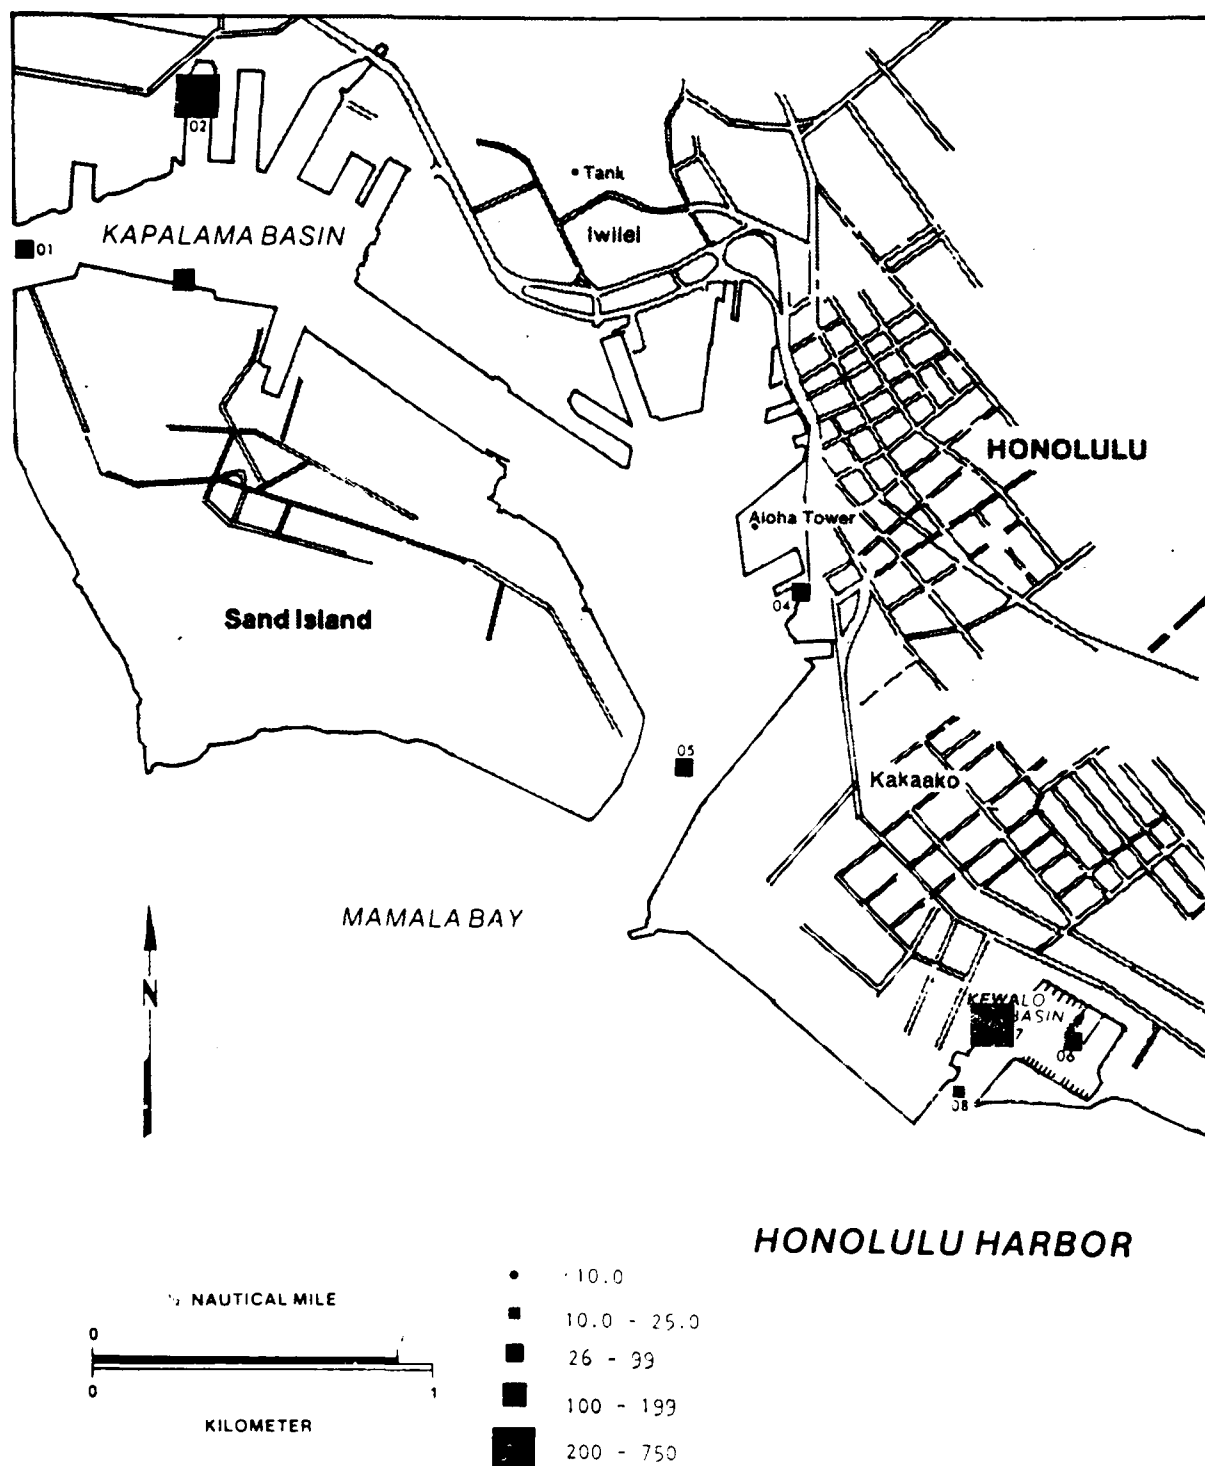 02
Tank
Iwilei
KAPALAMA BASIN
01
HONOLULU
Aloha Tower
04
Sand Island
05
Kakaako
MAMALA BAY
N
KEWALO
BASIN
7
06
08
HONOLULU HARBOR
10.0
NAUTICAL MILE
10.0 - 25.0
0
26 - 99
0
1
100 - 199
KILOMETER
200 - 750